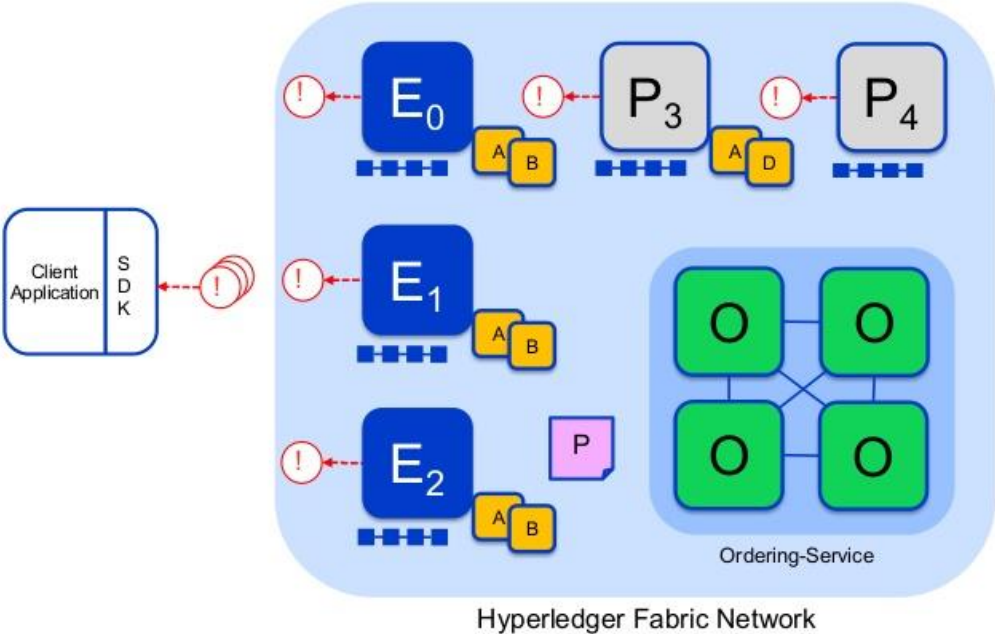 ! E0 ! P3 ! P4
A B A D
Client Application
S
D
K
!
! E1
A B
O O
! E2
P
O O
A B
Ordering-Service
Hyperledger Fabric Network